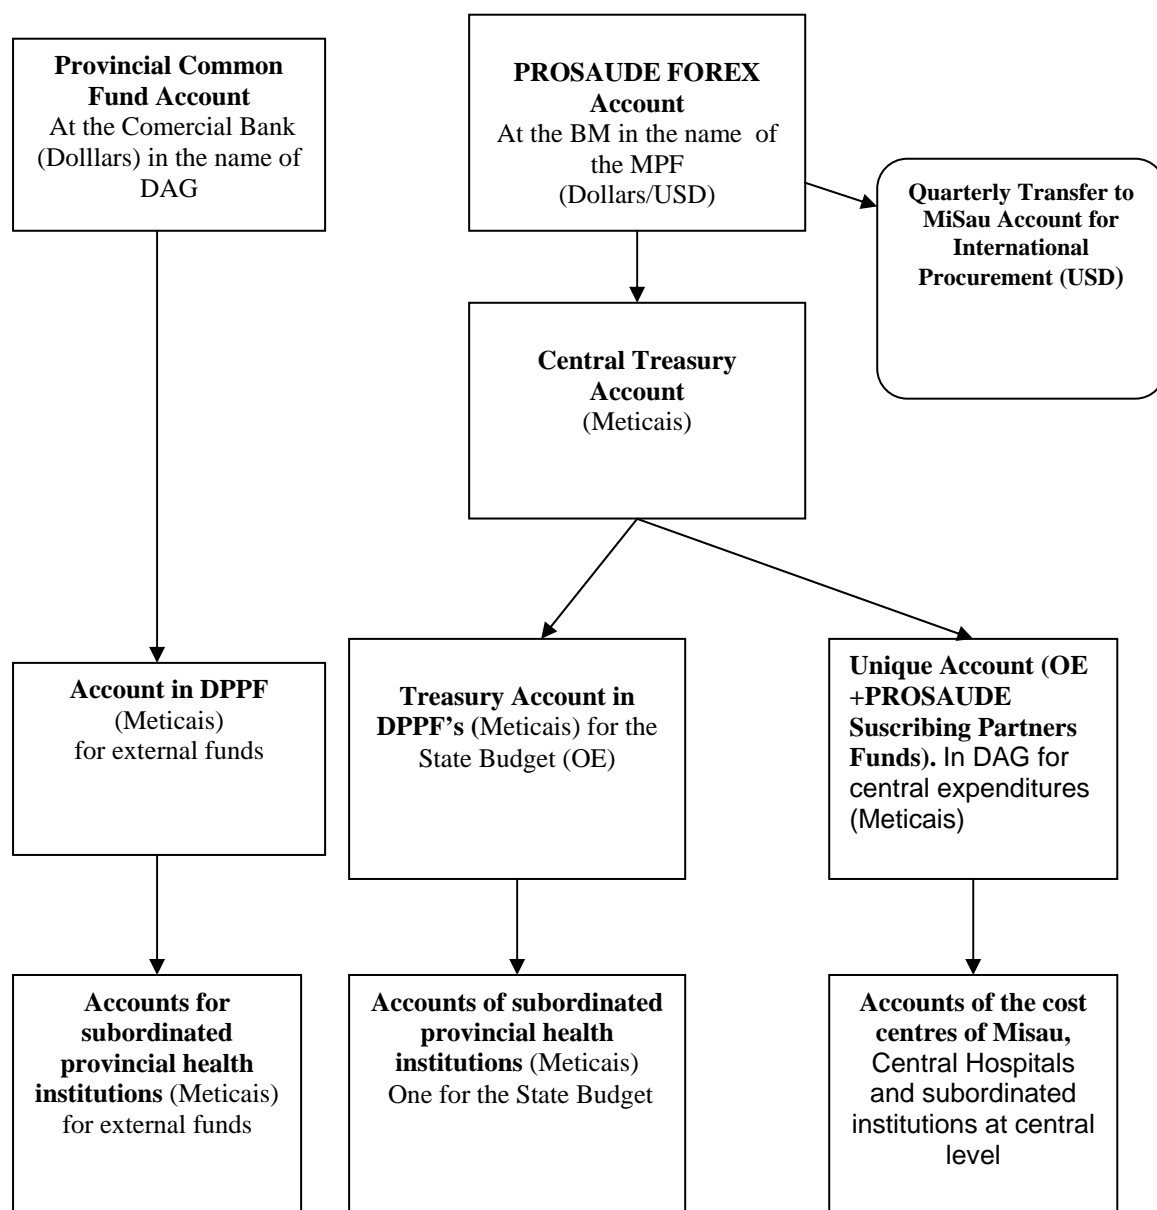 Provincial Common
Fund Account
At the Comercial Bank
(Dolllars) in the name of
DAG
PROSAUDE FOREX
Account
At the BM in the name of
the MPF
(Dollars/USD)
Quarterly Transfer to
MiSau Account for
International
Procurement (USD)
Central Treasury
Account
(Meticais)
Account in DPPF
(Meticais)
for external funds
Treasury Account in
DPPF’s (Meticais) for the
State Budget (OE)
Unique Account (OE
+PROSAUDE
Suscribing Partners
Funds). In DAG for
central expenditures
(Meticais)
Accounts for
subordinated
provincial health
institutions (Meticais)
for external funds
Accounts of subordinated
provincial health
institutions (Meticais)
One for the State Budget
Accounts of the cost
centres of Misau,
Central Hospitals
and subordinated
institutions at central
level